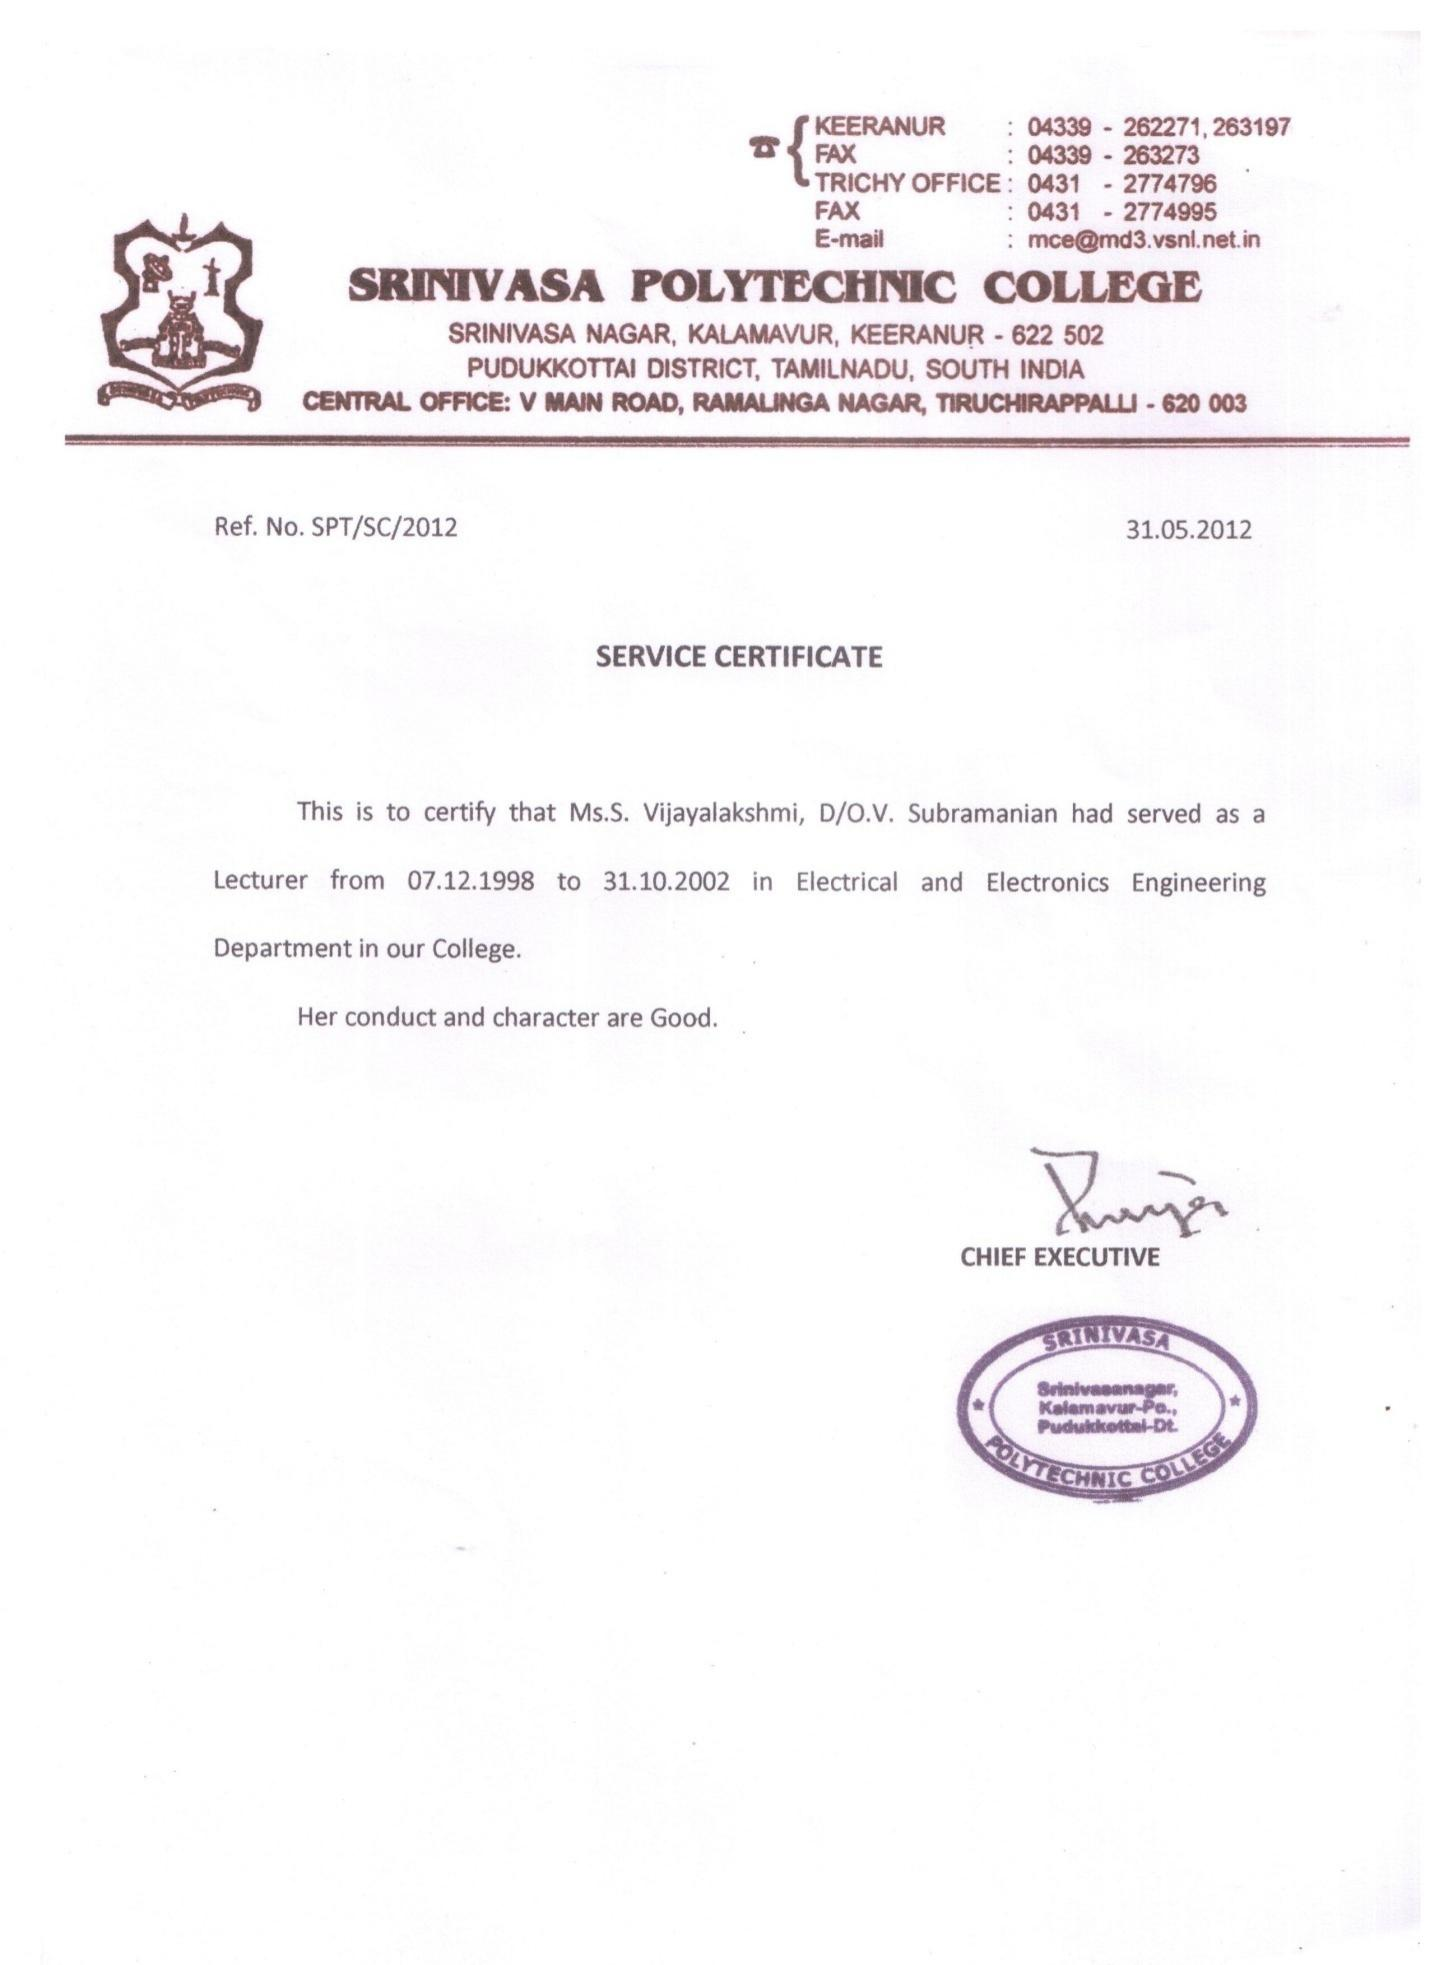 KEERANUR : 04339 - 262271, 263197
FAX : 04339 - 263273
TRICHY OFFICE : 0431 - 2774796
FAX : 0431 - 2774995
E-mail : mce@md3.vsnl.net.in
SRINIVASA POLYTECHNIC COLLEGE
SRINIVASA NAGAR, KALAMAVUR, KEERANUR - 622 502
PUDUKKOTTAI DISTRICT, TAMILNADU, SOUTH INDIA
CENTRAL OFFICE: V MAIN ROAD, RAMALINGA NAGAR, TIRUCHIRAPPALLI - 620 003
Ref. No. SPT/SC/2012 31.05.2012
SERVICE CERTIFICATE
This is to certify that Ms.S. Vijayalakshmi, D/O.V. Subramanian had served as a
Lecturer from 07.12.1998 to 31.10.2002 in Electrical and Electronics Engineering
Department in our College.
Her conduct and character are Good.
CHIEF EXECUTIVE
SRINIVASA
Srinivasanagar,
Kalamavur-Po.,
Pudukkottai-Dt.
POLYTECHNIC COLLEGE